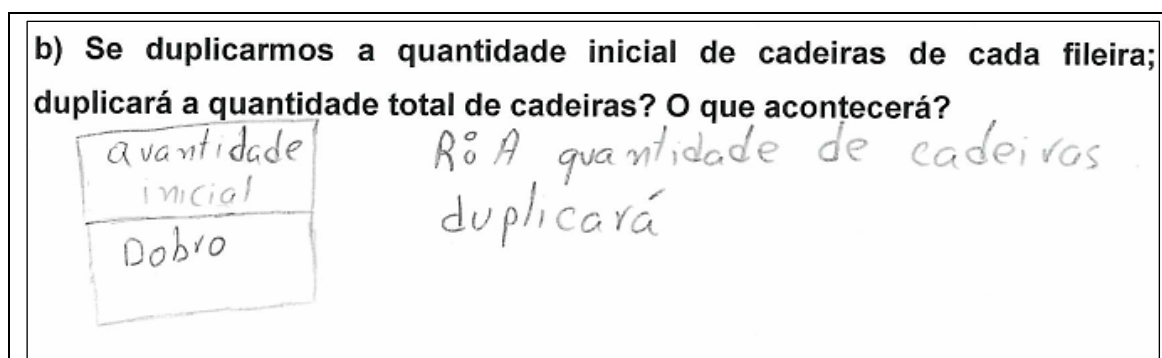 b) Se duplicarmos a quantidade inicial de cadeiras de cada fileira;
duplicará a quantidade total de cadeiras? O que acontecerá?
quantidade
inicial
Dobro
R: A quantidade de cadeiras
duplicará